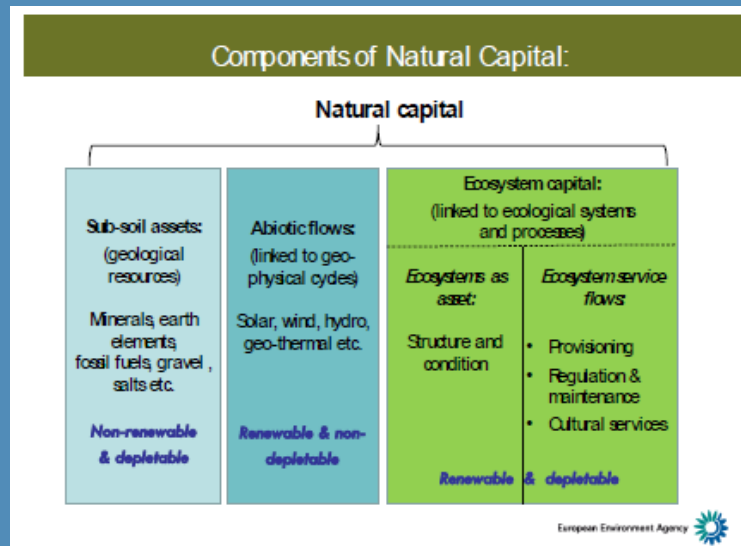 Components of Natural Capital:
Natural capital
Sub-soil assets:
(geological
resources)
Minerals, earth
elements,
fossil fuels, gravel ,
salts etc.
Non-renewable
& depletable
Abiotic flows:
(linked to geo-
physical cycles)
Solar, wind, hydro,
geo-thermal etc.
Renewable & non-
depletable
Ecosystem capital:
(linked to ecological systems
and processes)
Ecosystems as
asset:
Structure and
condition
Ecosystem service
flows:
• Provisioning
• Regulation &
maintenance
• Cultural services
Renewable & depletable
European Environment Agency